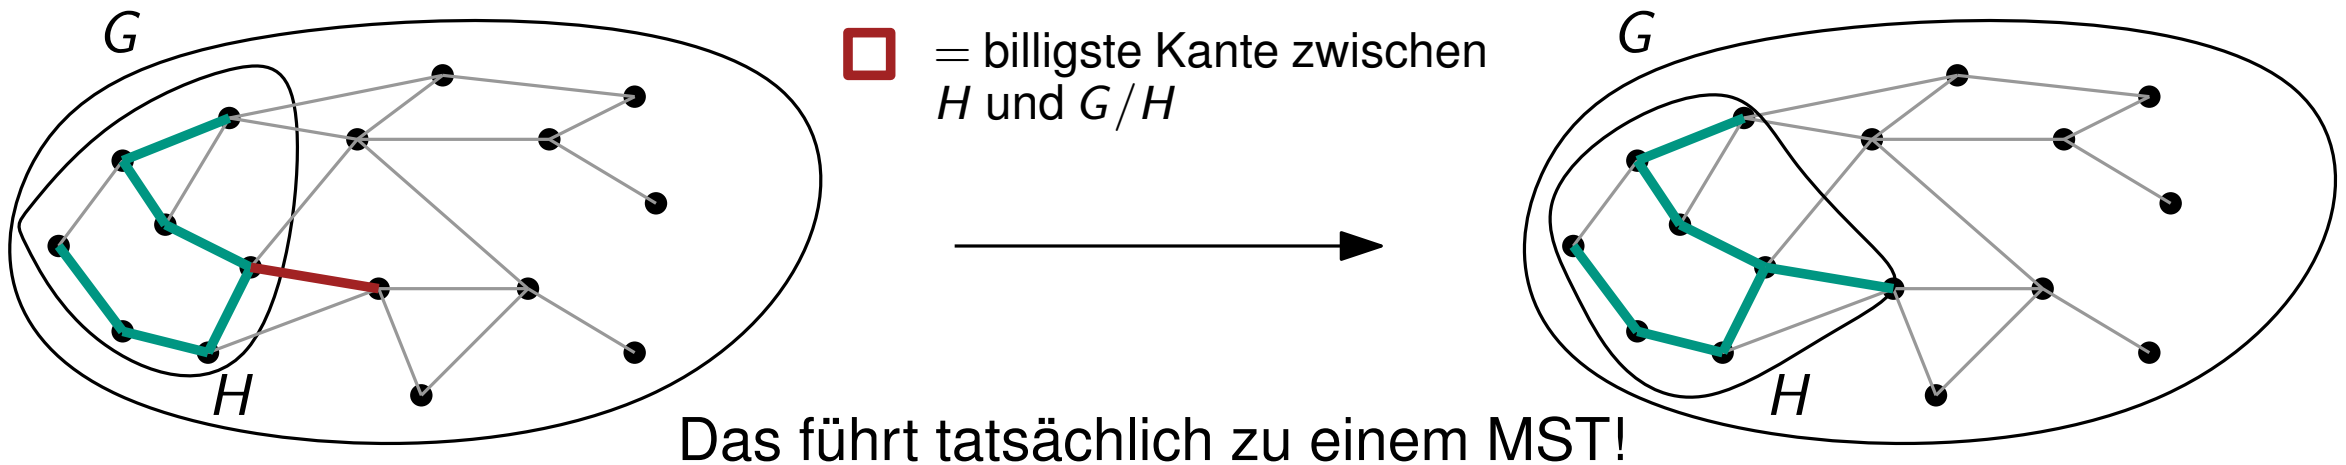 G
H
= billigste Kante zwischen
H und G/H
G
H
Das führt tatsächlich zu einem MST!